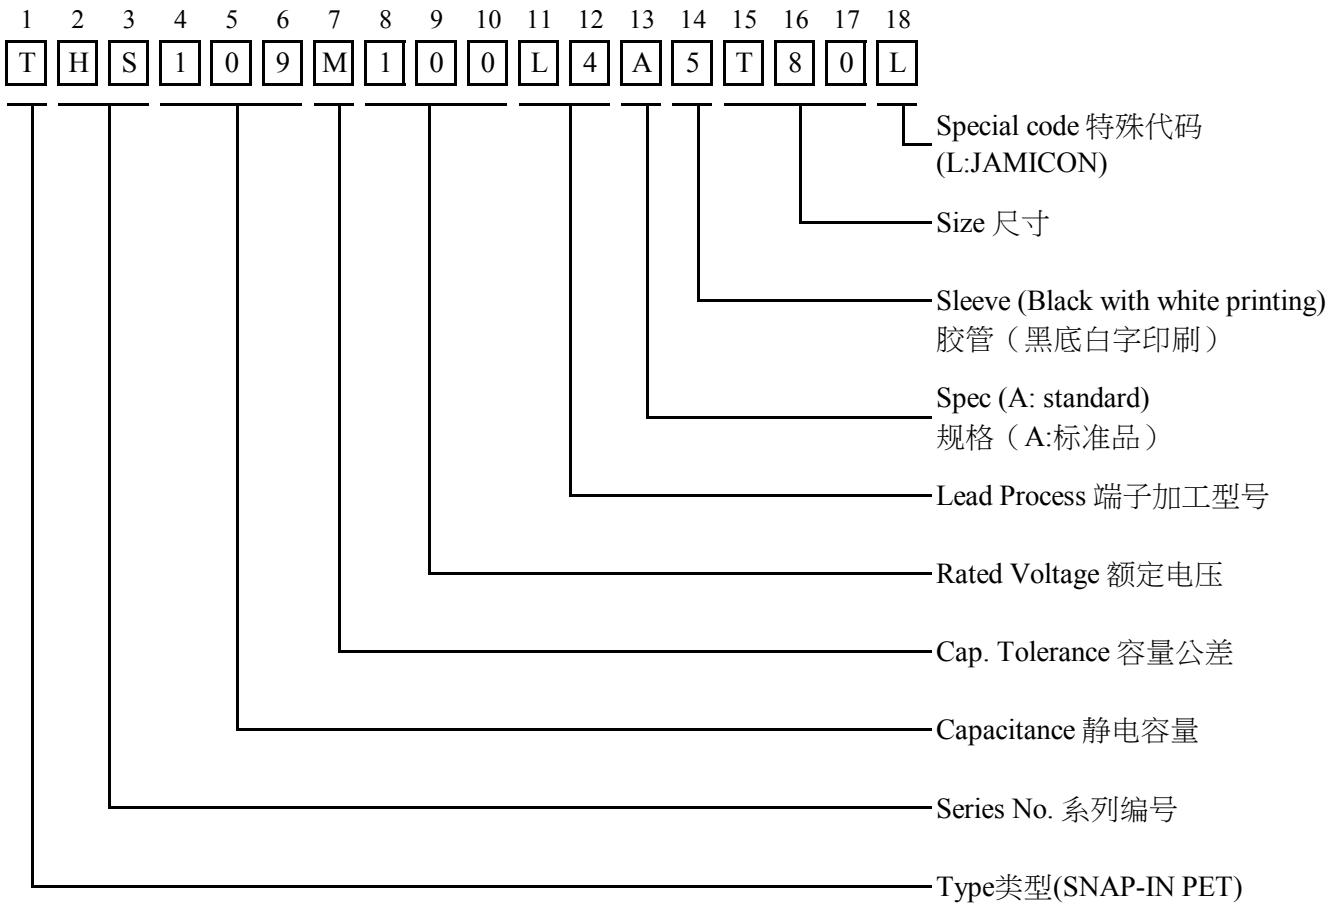 1 2 3 4 5 6 7 8 9 10 11 12 13 14 15 16 17 18
T H S 1 0 9 M 1 0 0 L 4 A 5 T 8 0 L
Special code 特殊代码
(L:JAMICON)
Size 尺寸
Sleeve (Black with white printing)
胶管（黑底白字印刷）
Spec (A: standard)
规格（A:标准品）
Lead Process 端子加工型号
Rated Voltage 额定电压
Cap. Tolerance 容量公差
Capacitance 静电容量
Series No. 系列编号
Type类型(SNAP-IN PET)